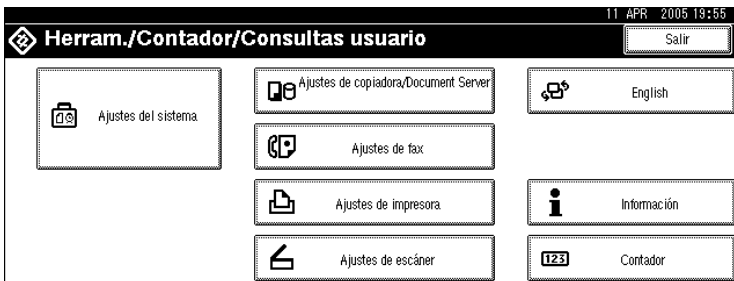 11 APR 2005 19:55
Herram./Contador/Consultas usuario
Salir
Ajustes del sistema
Ajustes de copiadora/Document Server
English
Ajustes de fax
Ajustes de impresora
Información
Ajustes de escáner
123
Contador